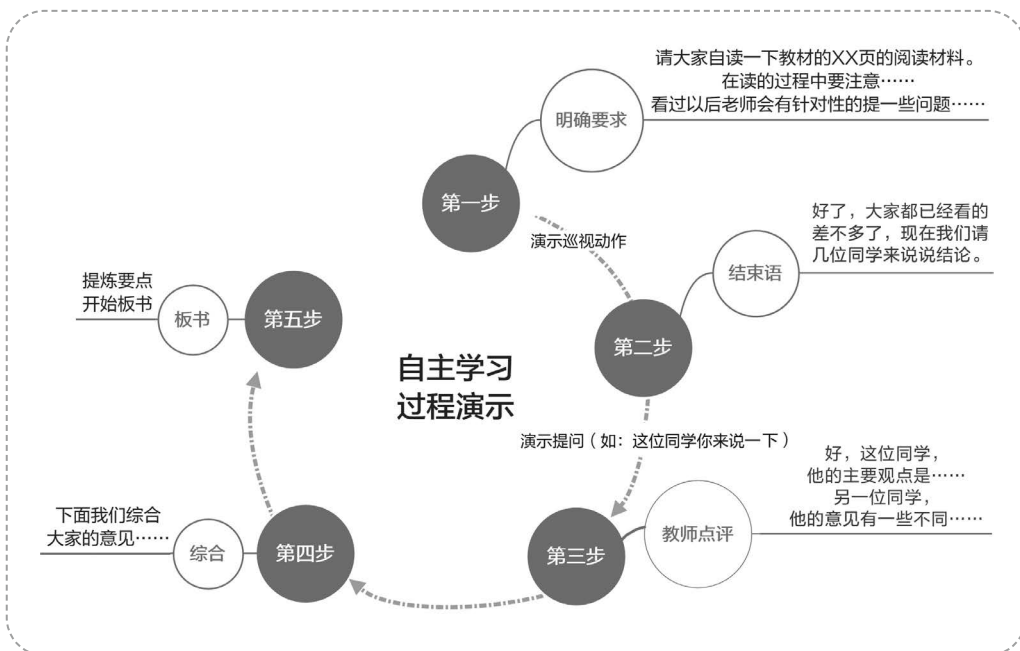 请大家自读一下教材的XX页的阅读材料。
在读的过程中要注意……
看过以后老师会有针对性的提一些问题……
明确要求
第一步
演示巡视动作
好了，大家都已经看的
差不多了，现在我们请
几位同学来说说结论。
结束语
第二步
自主学习
过程演示
演示提问（如：这位同学你来说一下）
好，这位同学，
他的主要观点是……
另一位同学，
他的意见有一些不同……
教师点评
第三步
下面我们综合
大家的意见……
综合
第四步
提炼要点
开始板书
板书
第五步